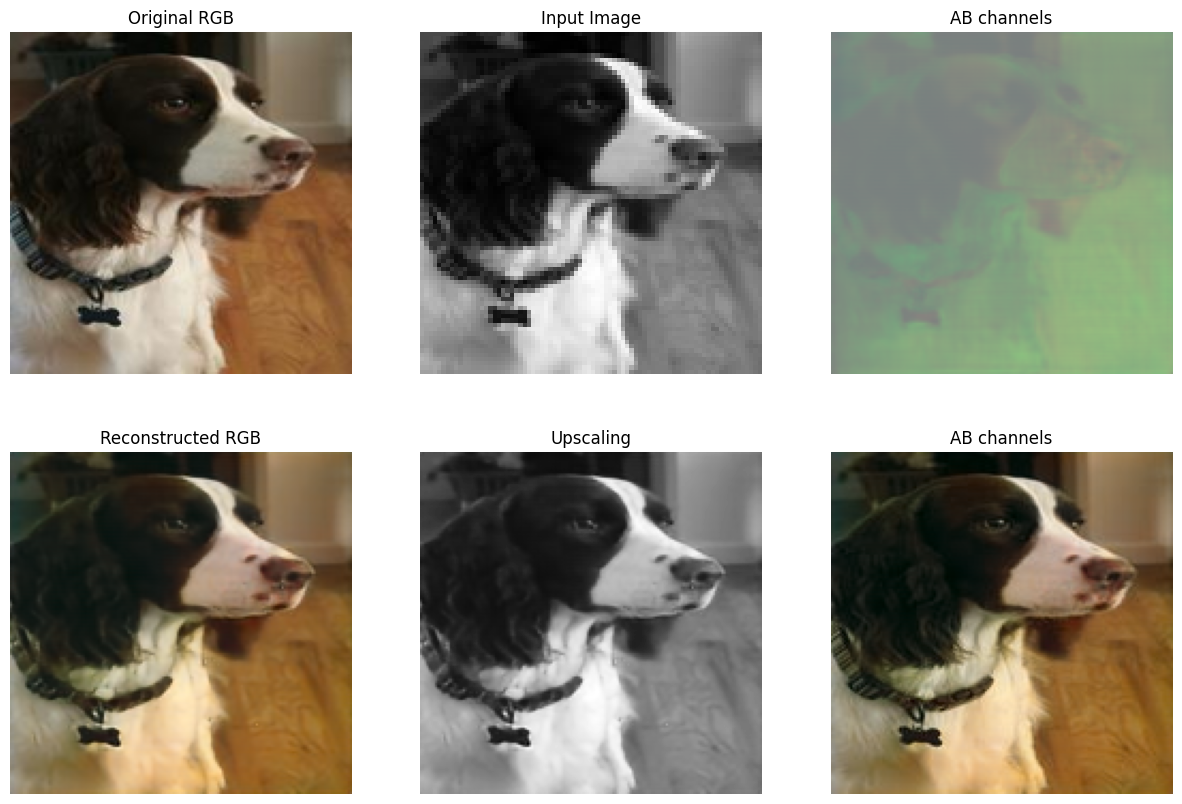 Original RGB
Input Image
AB channels
Reconstructed RGB
Upscaling
AB channels